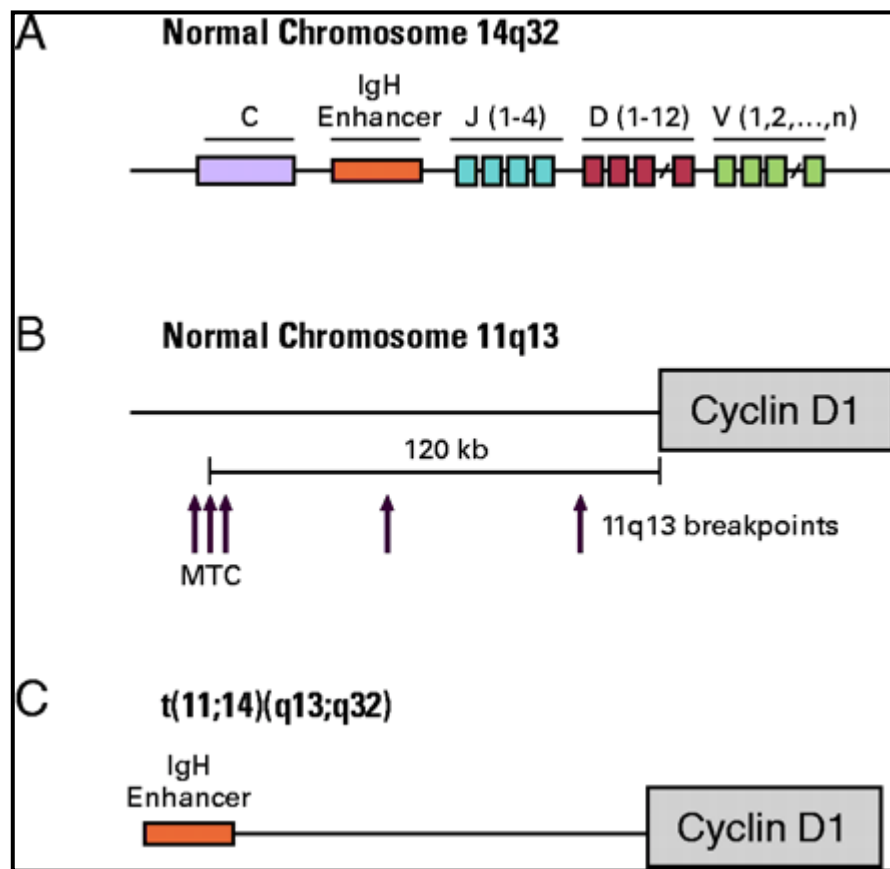 A
Normal Chromosome 14q32
IgH
C
Enhancer
J (1-4)
D (1-12)
V (1,2,...,n)
B
Normal Chromosome 11q13
Cyclin D1
120 kb
11q13 breakpoints
MTC
C
t(11;14)(q13;q32)
IgH
Enhancer
Cyclin D1